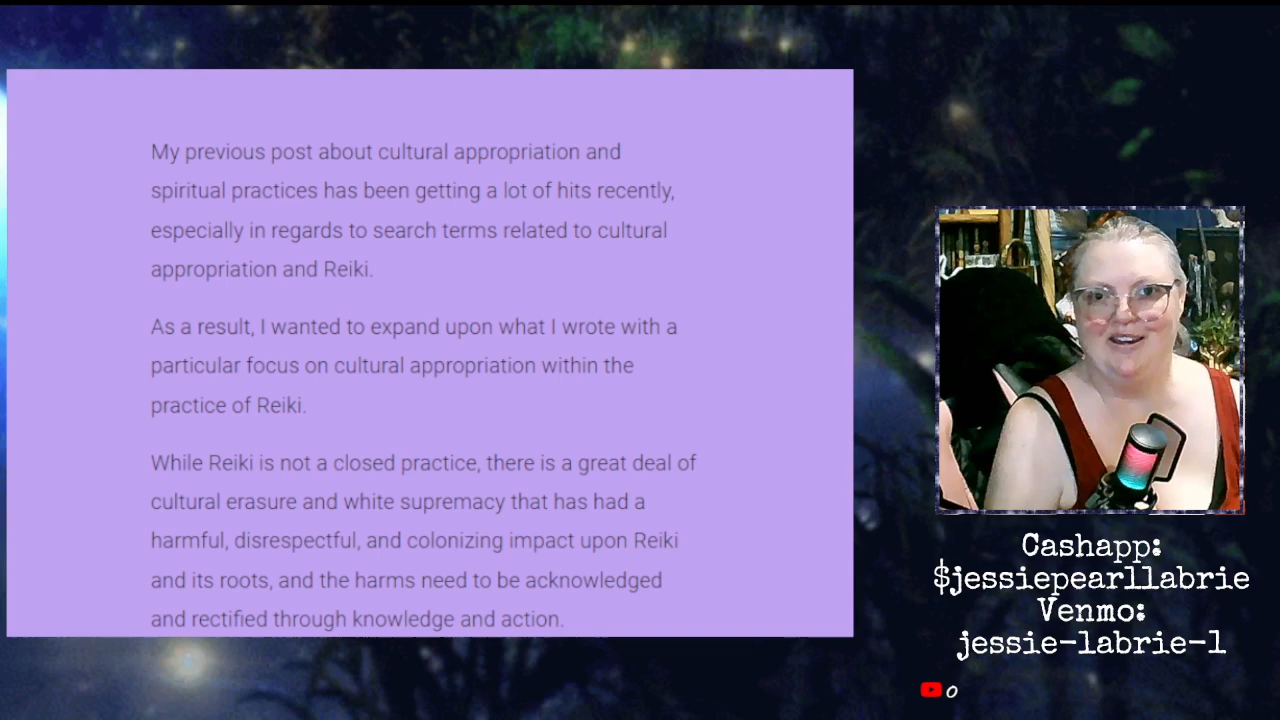 My previous post about cultural appropriation and
spiritual practices has been getting a lot of hits recently,
especially in regards to search terms related to cultural
appropriation and Reiki.
As a result, I wanted to expand upon what I wrote with a
particular focus on cultural appropriation within the
practice of Reiki.
While Reiki is not a closed practice, there is a great deal of
cultural erasure and white supremacy that has had a
harmful, disrespectful, and colonizing impact upon Reiki
and its roots, and the harms need to be acknowledged
and rectified through knowledge and action.
Cashapp:
$jessiepearllabrie
Venmo:
jessie-labrie-1
0